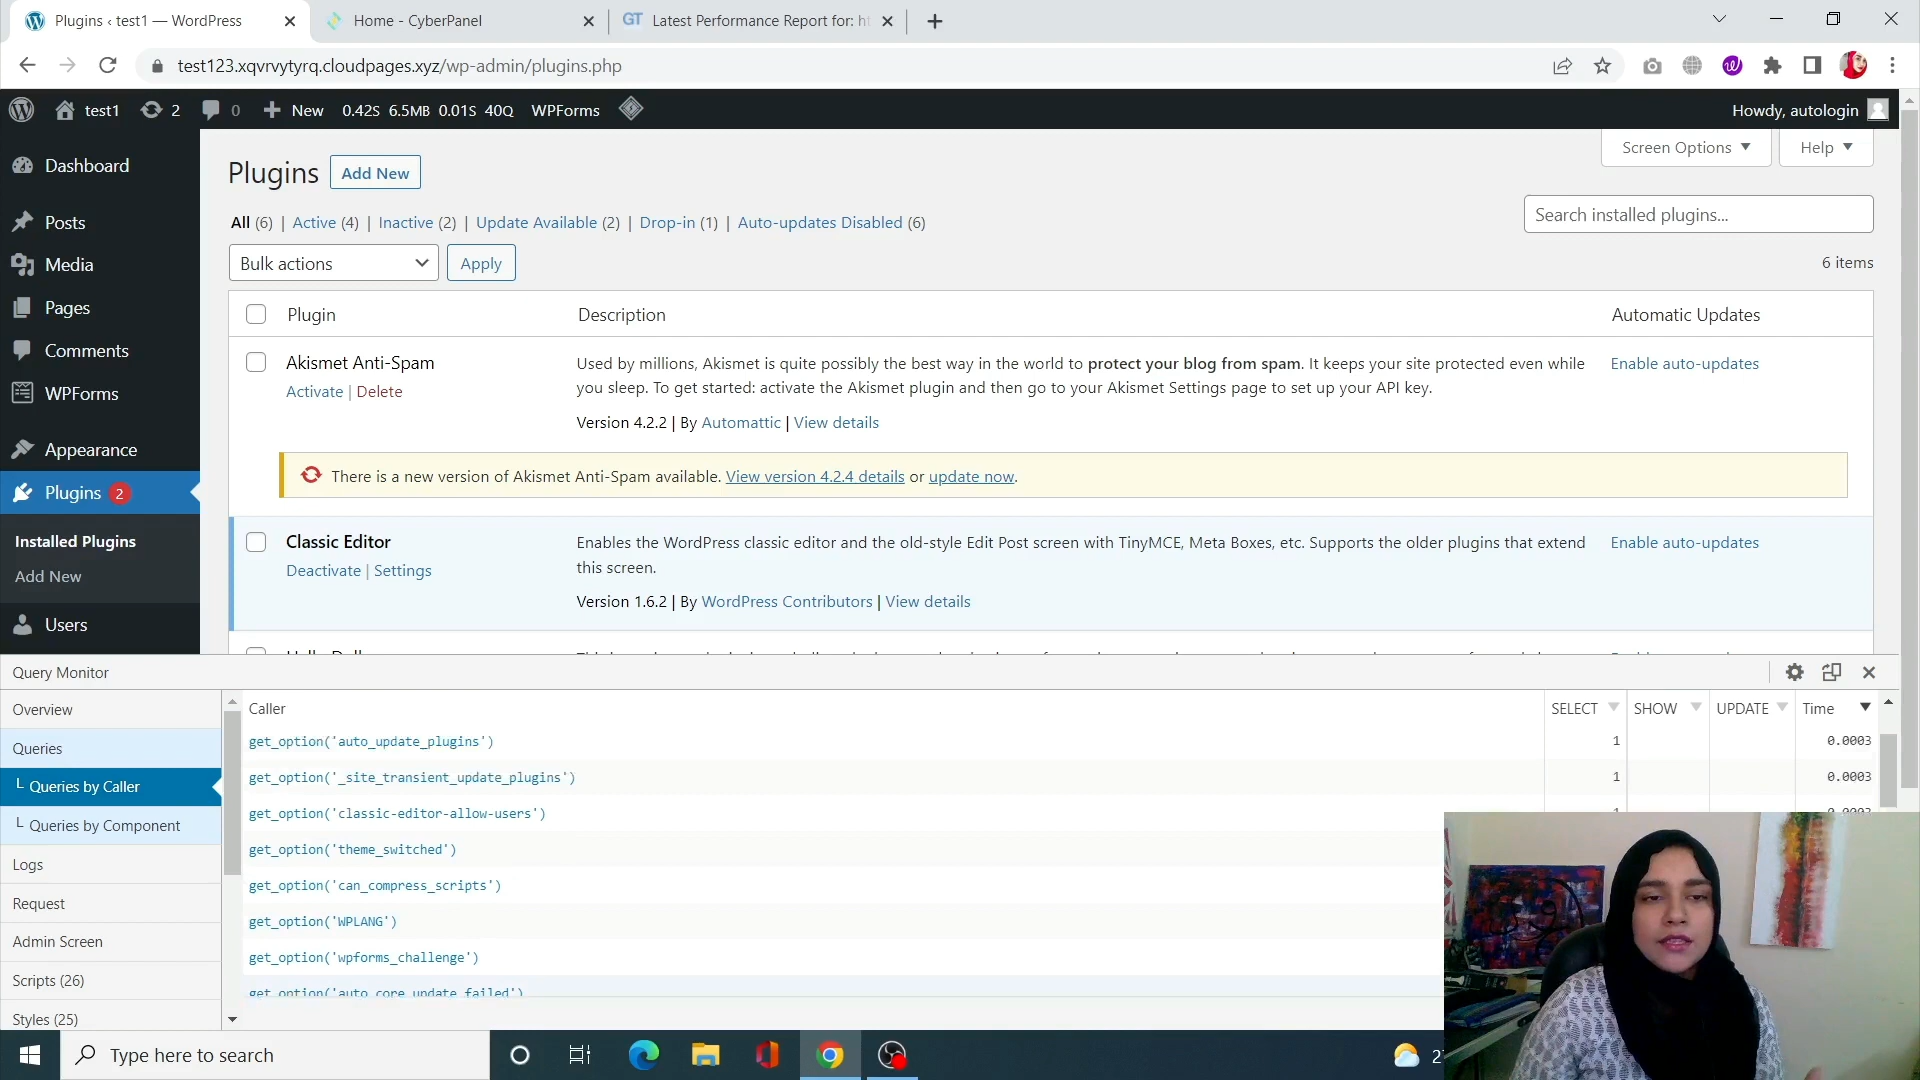 Plugins ‹ test1 — WordPress
Home - CyberPanel
GT Latest Performance Report for: ht
test123.xqvrvytyrq.cloudpages.xyz/wp-admin/plugins.php
test1 2 0 New 0.42S 6.5MB 0.01S 40Q WPForms
Howdy, autologin
Dashboard
Posts
Media
Pages
Comments
WPForms
Appearance
Plugins 2
Installed Plugins
Add New
Users
Screen Options
Help
Plugins
Add New
All (6) | Active (4) | Inactive (2) | Update Available (2) | Drop-in (1) | Auto-updates Disabled (6)
Search installed plugins...
Bulk actions
Apply
6 items
Plugin Description Automatic Updates
Akismet Anti-Spam
Activate | Delete
Used by millions, Akismet is quite possibly the best way in the world to protect your blog from spam. It keeps your site protected even while
you sleep. To get started: activate the Akismet plugin and then go to your Akismet Settings page to set up your API key.
Version 4.2.2 | By Automattic | View details
Enable auto-updates
There is a new version of Akismet Anti-Spam available. View version 4.2.4 details or update now.
Classic Editor
Deactivate | Settings
Enables the WordPress classic editor and the old-style Edit Post screen with TinyMCE, Meta Boxes, etc. Supports the older plugins that extend
this screen.
Version 1.6.2 | By WordPress Contributors | View details
Enable auto-updates
Query Monitor
Overview
Queries
└ Queries by Caller
└ Queries by Component
Logs
Request
Admin Screen
Scripts (26)
Styles (25)
Caller SELECT SHOW UPDATE Time
get_option('auto_update_plugins') 1 0.0003
get_option('_site_transient_update_plugins') 1 0.0003
get_option('classic-editor-allow-users')
get_option('theme_switched')
get_option('can_compress_scripts')
get_option('WPLANG')
get_option('wpforms_challenge')
get_option('auto_core_update_failed')
Type here to search